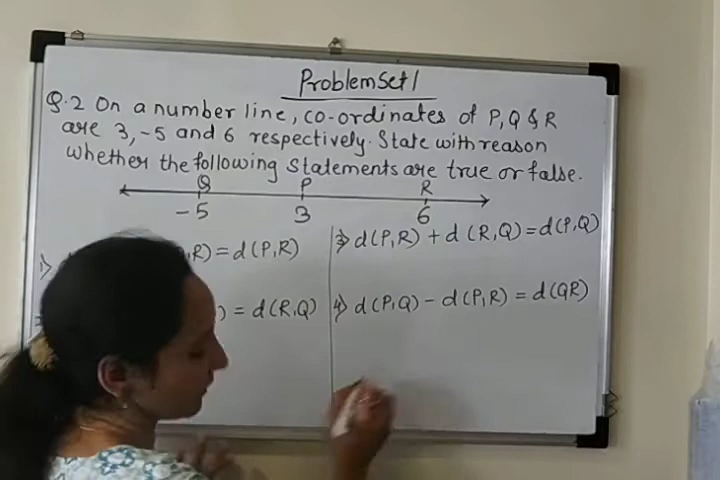 Problem Set 1
Q.2 On a number line, co-ordinates of P, Q & R
are 3, -5 and 6 respectively. State with reason
whether the following Statements are true or false.
Q P R
-5 3 6
1) ,R) = d(P,R)
) = d(R,Q)
3) d(P,R) + d(R,Q) = d(P,Q)
4) d(P,Q) - d(P,R) = d(QR)